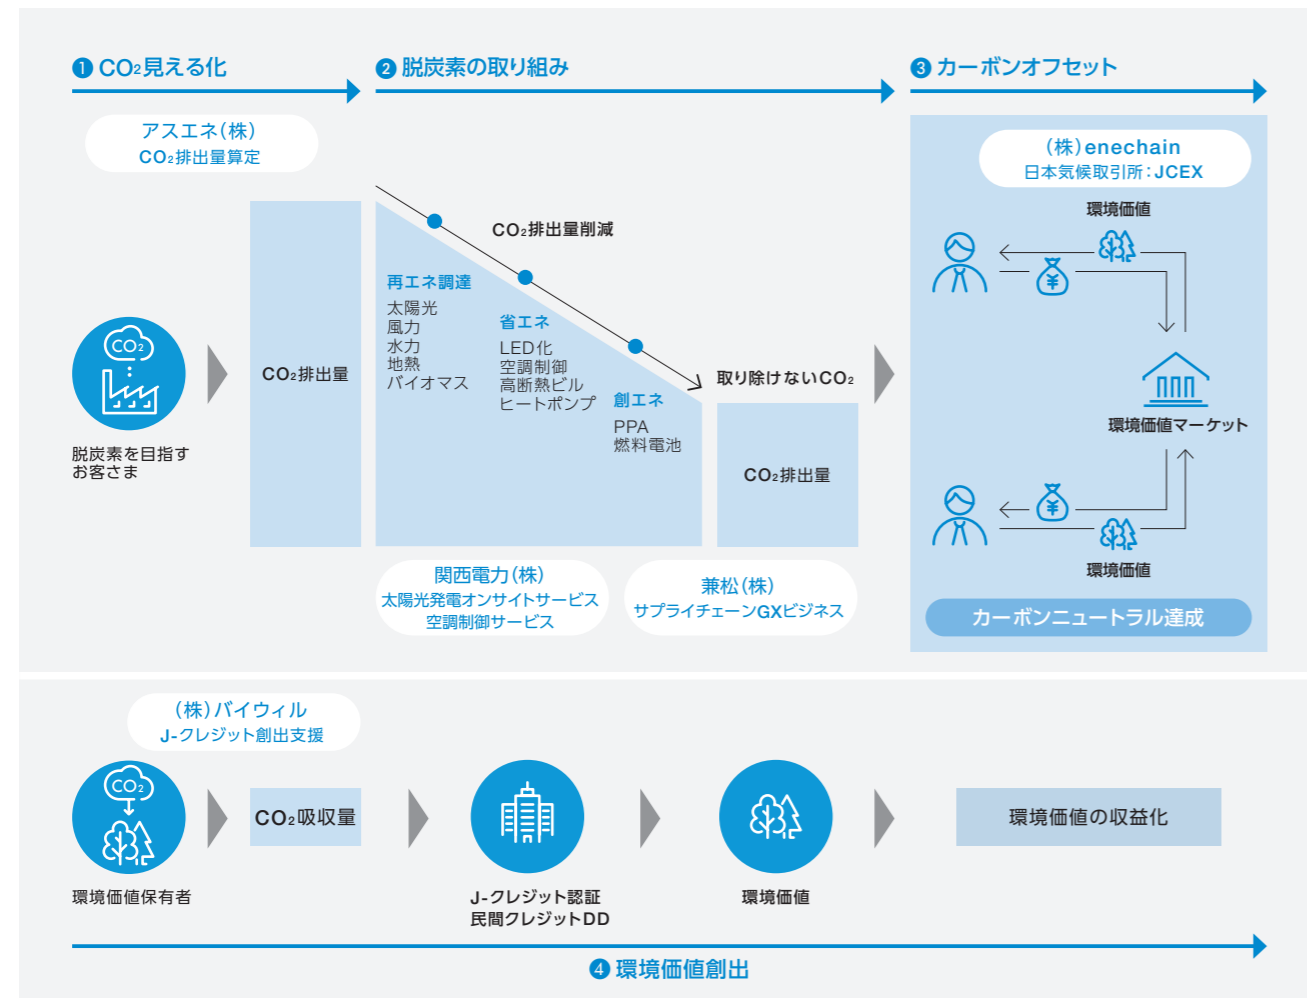 ❶ CO₂見える化
❷ 脱炭素の取り組み
❸ カーボンオフセット
アスエネ(株)
CO₂排出量算定
CO₂
脱炭素を目指す
お客さま
CO₂排出量
CO₂排出量削減
再エネ調達
太陽光
風力
水力
地熱
バイオマス
省エネ
LED化
空調制御
高断熱ビル
ヒートポンプ
創エネ
PPA
燃料電池
取り除けないCO₂
CO₂排出量
関西電力(株)
太陽光発電オンサイトサービス
空調制御サービス
兼松(株)
サプライチェーンGXビジネス
(株)enechain
日本気候取引所:JCEX
環境価値
¥
環境価値マーケット
¥
環境価値
カーボンニュートラル達成
(株)バイウィル
J-クレジット創出支援
CO₂
環境価値保有者
CO₂吸収量
J-クレジット認証
民間クレジットDD
環境価値
環境価値の収益化
❹ 環境価値創出